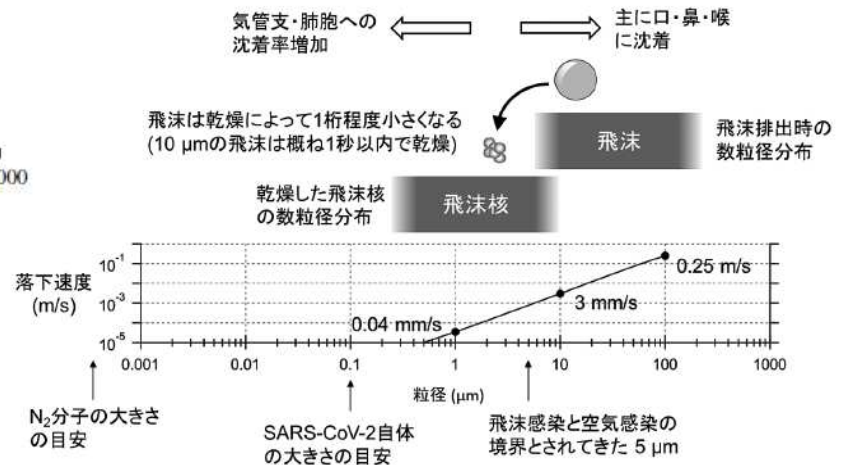 気管支・肺胞への
沈着率増加
主に口・鼻・喉
に沈着
飛沫は乾燥によって1桁程度小さくなる
(10 μmの飛沫は概ね1秒以内で乾燥)
飛沫
飛沫排出時の
数粒径分布
000
乾燥した飛沫核
の数粒径分布
飛沫核
落下速度
(m/s)
10⁻¹
10⁻³
10⁻⁵
0.04 mm/s
3 mm/s
0.25 m/s
0.001
0.01
0.1
1
10
100
1000
粒径 (μm)
N₂分子の大きさ
の目安
SARS-CoV-2自体
の大きさの目安
飛沫感染と空気感染の
境界とされてきた 5 μm